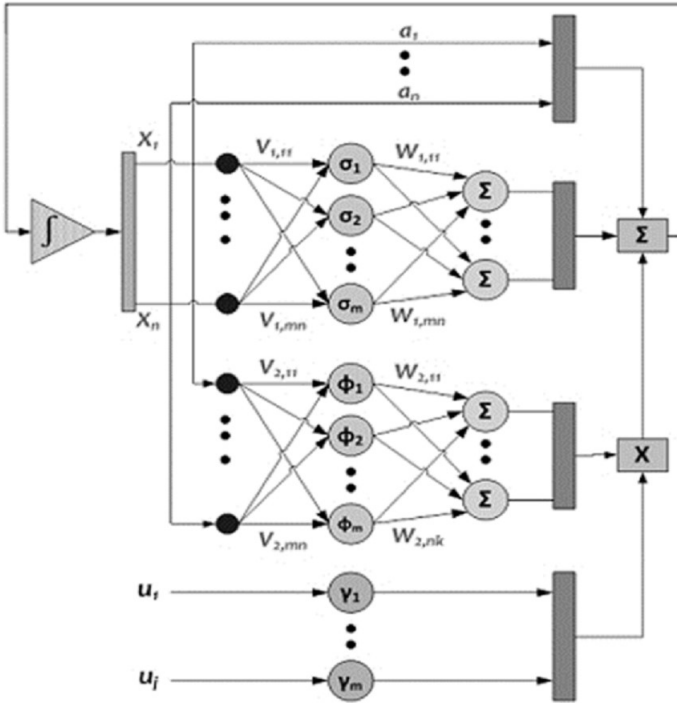 a₁
aₙ
X₁ V₁,₁₁ σ₁ W₁,₁₁ Σ
σ₂
∫ Σ
Σ
Xₙ V₁,ₘₙ σₘ W₁,ₘₙ
V₂,₁₁ ϕ₁ W₂,₁₁ Σ
ϕ₂
X
Σ
V₂,ₘₙ ϕₘ W₂,ₙₖ
u₁ γ₁
uⱼ γₘ